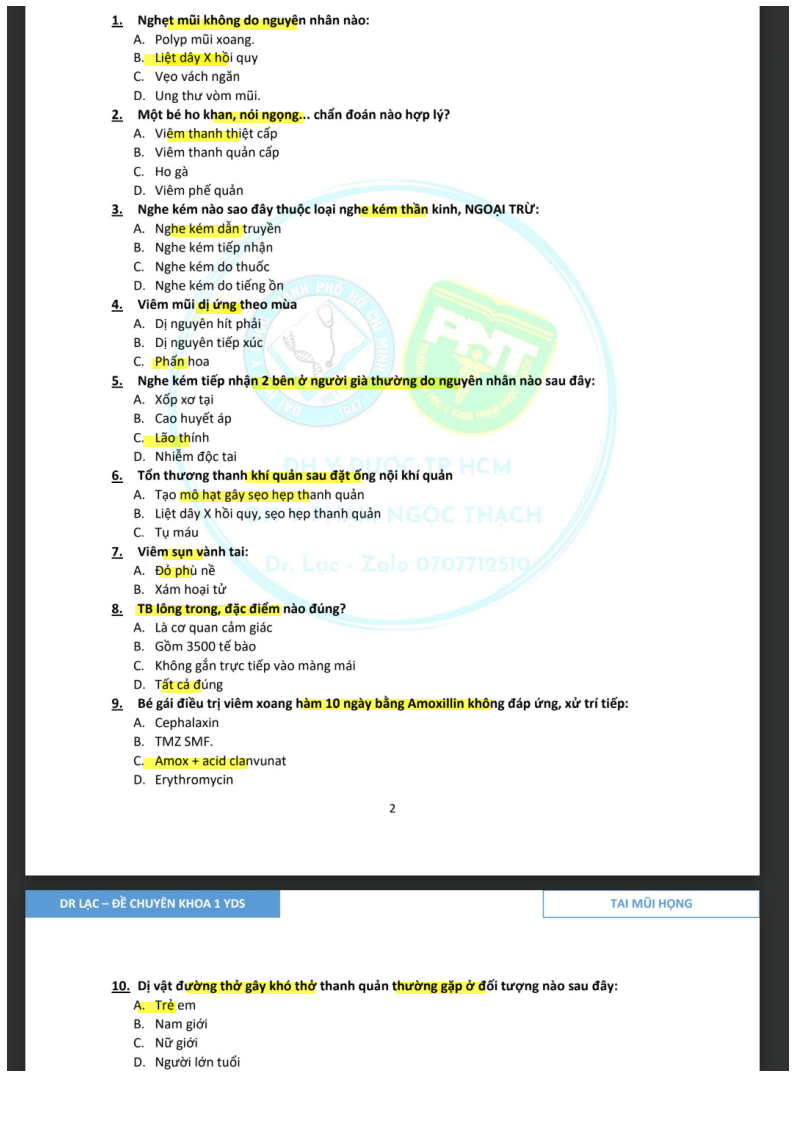 1. Nghẹt mũi không do nguyên nhân nào:
A. Polyp mũi xoang.
B. Liệt dây X hồi quy
C. Vẹo vách ngăn
D. Ung thư vòm mũi.
2. Một bé ho khan, nói ngọng... chẩn đoán nào hợp lý?
A. Viêm thanh thiệt cấp
B. Viêm thanh quản cấp
C. Ho gà
D. Viêm phế quản
3. Nghe kém nào sao đây thuộc loại nghe kém thần kinh, NGOẠI TRỪ:
A. Nghe kém dẫn truyền
B. Nghe kém tiếp nhận
C. Nghe kém do thuốc
D. Nghe kém do tiếng ồn
4. Viêm mũi dị ứng theo mùa
A. Dị nguyên hít phải
B. Dị nguyên tiếp xúc
C. Phấn hoa
5. Nghe kém tiếp nhận 2 bên ở người già thường do nguyên nhân nào sau đây:
A. Xốp xơ tại
B. Cao huyết áp
C. Lão thính
D. Nhiễm độc tai
6. Tổn thương thanh khí quản sau đặt ống nội khí quản
A. Tạo mô hạt gây sẹo hẹp thanh quản
B. Liệt dây X hồi quy, sẹo hẹp thanh quản
C. Tụ máu
7. Viêm sụn vành tai:
A. Đỏ phù nề
B. Xám hoại tử
8. TB lông trong, đặc điểm nào đúng?
A. Là cơ quan cảm giác
B. Gồm 3500 tế bào
C. Không gắn trực tiếp vào màng mái
D. Tất cả đúng
9. Bé gái điều trị viêm xoang hàm 10 ngày bằng Amoxillin không đáp ứng, xử trí tiếp:
A. Cephalaxin
B. TMZ SMF.
C. Amox + acid clanvunat
D. Erythromycin
PNT
1947
ĐH Y DƯỢC TP HCM
NGỌC THẠCH
Dr. Lạc - Zalo 0707712510
2
DR LẠC – ĐỀ CHUYÊN KHOA 1 YDS
TAI MŨI HỌNG
10. Dị vật đường thở gây khó thở thanh quản thường gặp ở đối tượng nào sau đây:
A. Trẻ em
B. Nam giới
C. Nữ giới
D. Người lớn tuổi